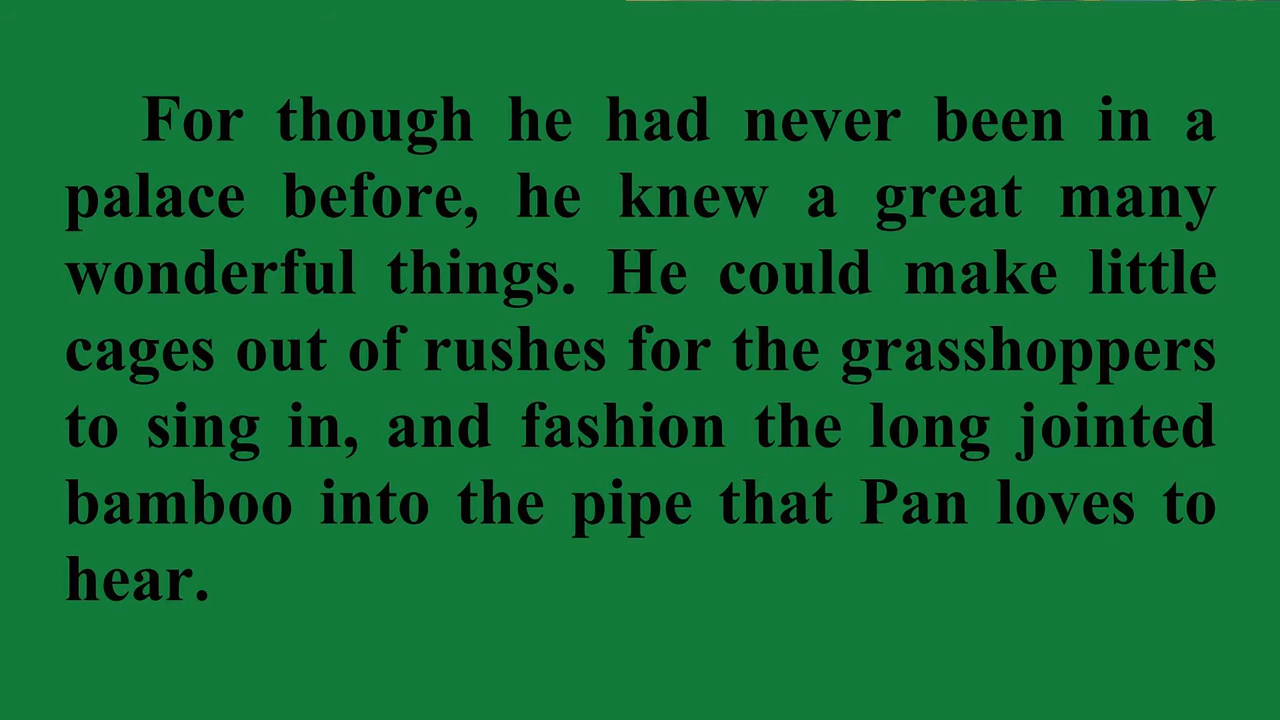 For though he had never been in a
palace before, he knew a great many
wonderful things. He could make little
cages out of rushes for the grasshoppers
to sing in, and fashion the long jointed
bamboo into the pipe that Pan loves to
hear.